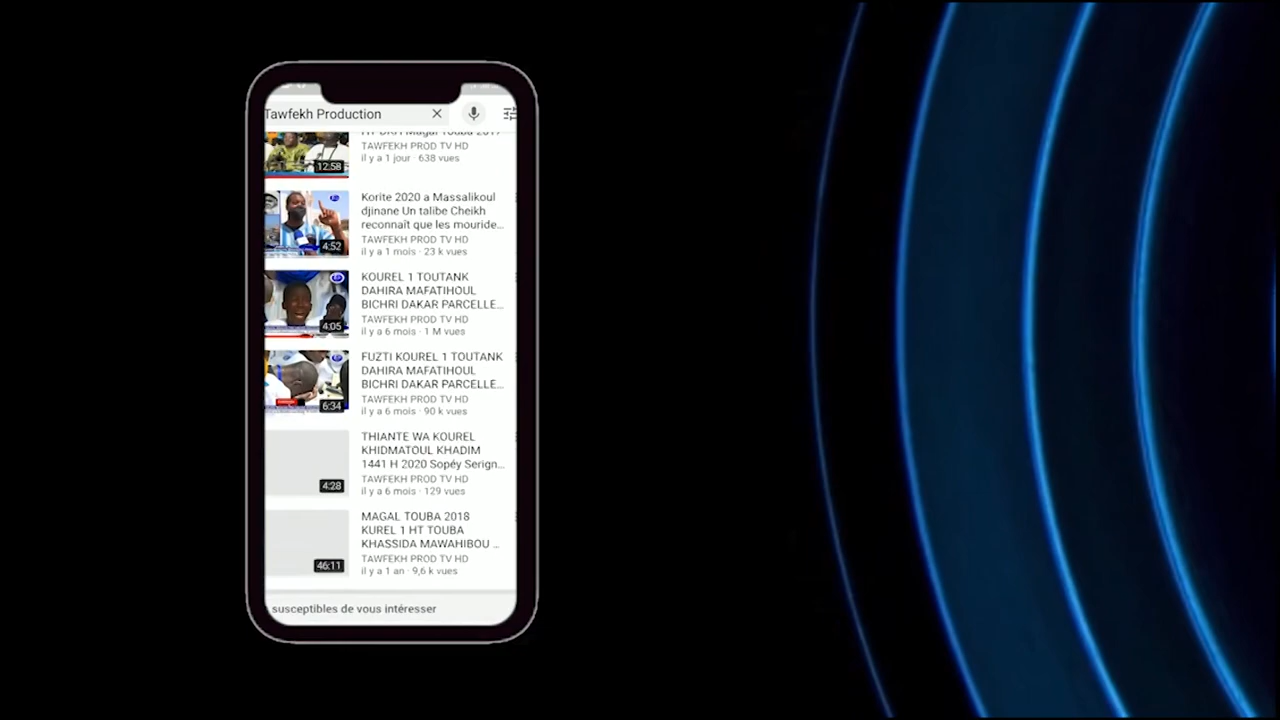 Tawfekh Production
TAWFEKH PROD TV HD
il y a 1 jour · 638 vues
12:58
Korite 2020 a Massalikoul
djinane Un talibe Cheikh
reconnaît que les mouride...
TAWFEKH PROD TV HD
il y a 1 mois · 23 k vues
4:52
KOUREL 1 TOUTANK
DAHIRA MAFATIHOUL
BICHRI DAKAR PARCELLE...
TAWFEKH PROD TV HD
il y a 6 mois · 1 M vues
4:05
FUZTI KOUREL 1 TOUTANK
DAHIRA MAFATIHOUL
BICHRI DAKAR PARCELLE...
TAWFEKH PROD TV HD
il y a 6 mois · 90 k vues
6:34
THIANTE WA KOUREL
KHIDMATOUL KHADIM
1441 H 2020 Sopéy Serign...
TAWFEKH PROD TV HD
il y a 6 mois · 129 vues
4:28
MAGAL TOUBA 2018
KUREL 1 HT TOUBA
KHASSIDA MAWAHIBOU ...
TAWFEKH PROD TV HD
il y a 1 an · 9,6 k vues
46:11
susceptibles de vous intéresser